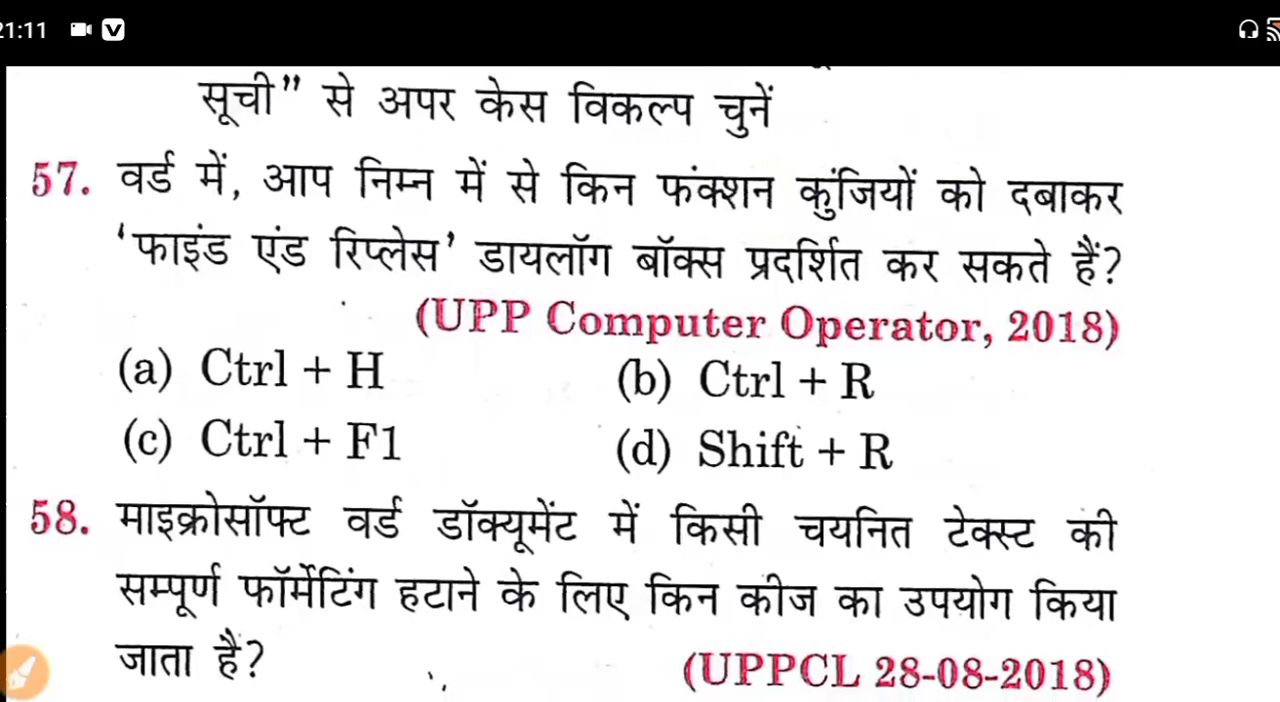 21:11
सूची” से अपर केस विकल्प चुनें
57. वर्ड में, आप निम्न में से किन फंक्शन कुंजियों को दबाकर
‘फाइंड एंड रिप्लेस’ डायलॉग बॉक्स प्रदर्शित कर सकते हैं?
(UPP Computer Operator, 2018)
(a) Ctrl + H (b) Ctrl + R
(c) Ctrl + F1 (d) Shift + R
58. माइक्रोसॉफ्ट वर्ड डॉक्यूमेंट में किसी चयनित टेक्स्ट की
सम्पूर्ण फॉर्मेटिंग हटाने के लिए किन कीज का उपयोग किया
जाता है?
(UPPCL 28-08-2018)